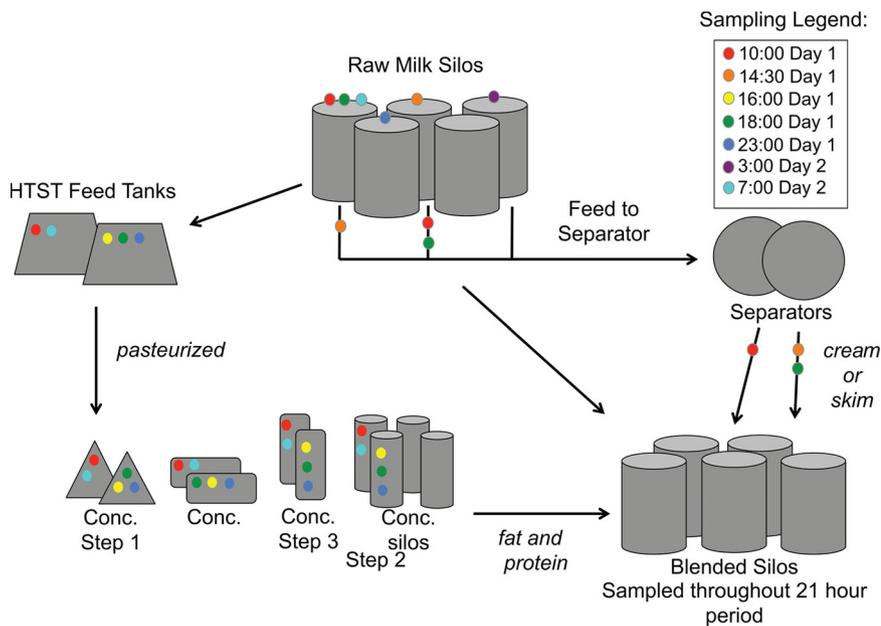 Sampling Legend:
10:00 Day 1
14:30 Day 1
16:00 Day 1
18:00 Day 1
23:00 Day 1
3:00 Day 2
7:00 Day 2
Raw Milk Silos
HTST Feed Tanks
Feed to
Separator
Separators
pasteurized
cream
or
skim
Conc.
Step 1
Conc.
Conc.
Step 3
Conc.
silos
Step 2
fat and
protein
Blended Silos
Sampled throughout 21 hour
period